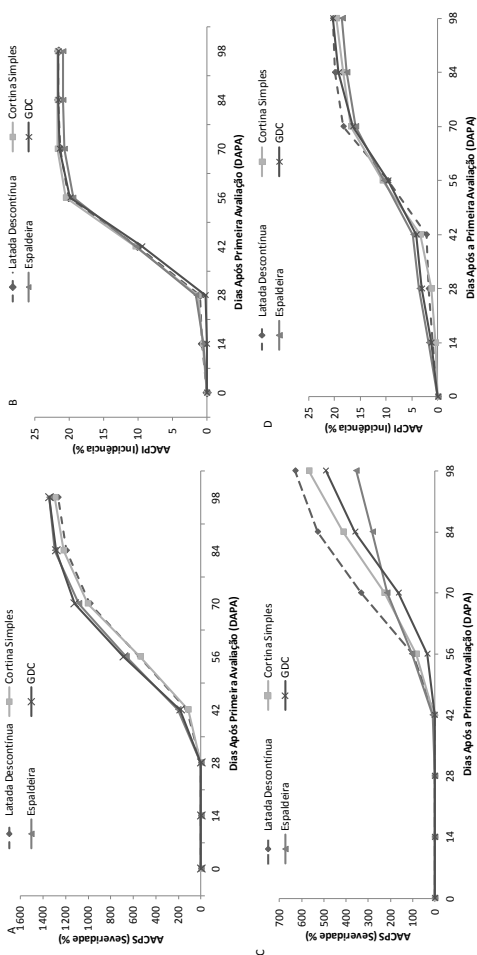 A
Latada Descontínua
Cortina Simples
Espaldeira
GDC
AACPS (Severidade %
1600
1400
1200
1000
800
600
400
200
0
0 14 28 42 56 70 84 98
Dias Após Primeira Avaliação (DAPA)
B
Latada Descontínua
Cortina Simples
Espaldeira
GDC
AACPI (Incidência %
25
20
15
10
5
0
0 14 28 42 56 70 84 98
Dias Após Primeira Avaliação (DAPA)
C
Latada Descontínua
Cortina Simples
Espaldeira
GDC
AACPS (Severidade %
700
600
500
400
300
200
100
0
0 14 28 42 56 70 84 98
Dias Após a Primeira Avaliação (DAPA)
D
Latada Descontínua
Cortina Simples
Espaldeira
GDC
AACPI (Incidência %
25
20
15
10
5
0
0 14 28 42 56 70 84 98
Dias Após a Primeira Avaliação (DAPA)